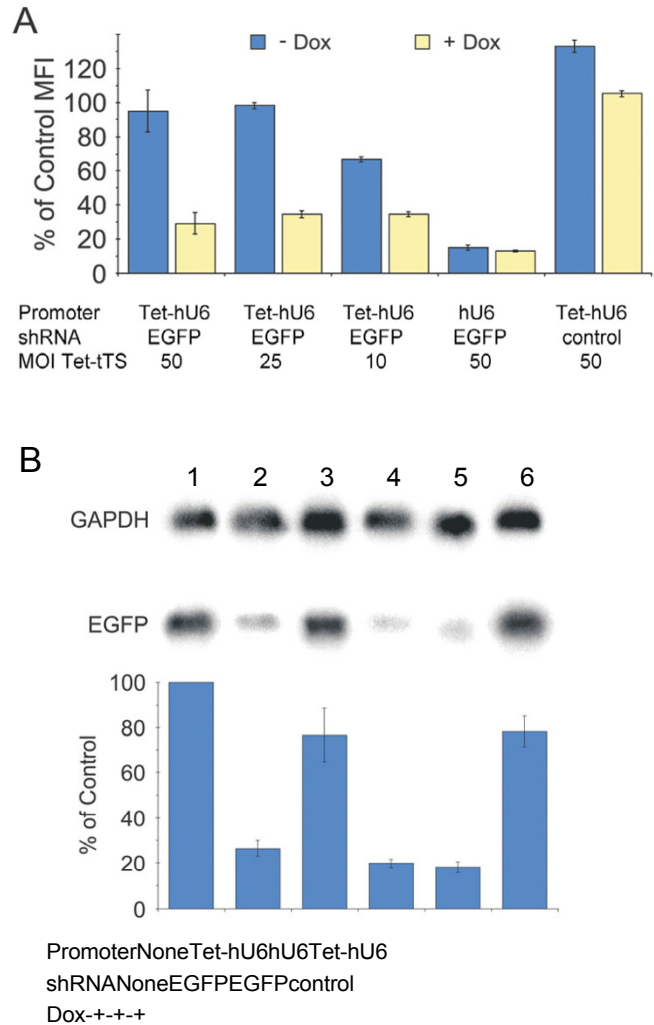 A
- Dox + Dox
% of Control MFI
120
100
80
60
40
20
0
Promoter Tet-hU6 Tet-hU6 Tet-hU6 hU6 Tet-hU6
shRNA EGFP EGFP EGFP EGFP control
MOI Tet-tTS 50 25 10 50 50
B
1 2 3 4 5 6
GAPDH
EGFP
% of Control
100
80
60
40
20
0
PromoterNoneTet-hU6hU6Tet-hU6
shRNANoneEGFPEGFPcontrol
Dox-+-+-+